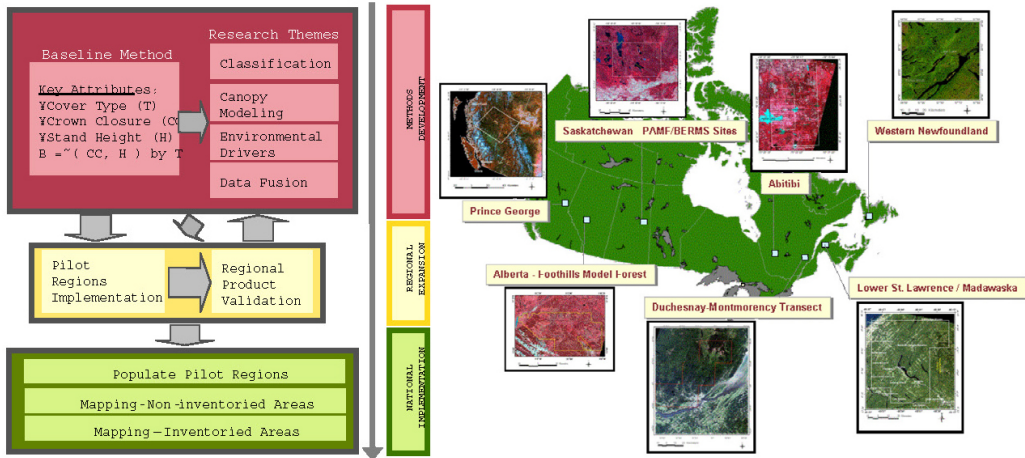 Research Themes
Baseline Method
Key Attributes:
¥Cover Type (T)
¥Crown Closure (CC
¥Stand Height (H)
B =~( CC, H ) by T
Classification
Canopy
Modeling
Environmental
Drivers
Data Fusion
Pilot
Regions
Implementation
Regional
Product
Validation
Populate Pilot Regions
Mapping-Non-inventoried Areas
Mapping—Inventoried Areas
METHODS
DEVELOPMENT
REGIONAL
EXPANSION
NATIONAL
IMPLEMENTATION
Saskatchewan PAMF/BERMS Sites
Western Newfoundland
Abitibi
Prince George
Alberta - Foothills Model Forest
Lower St. Lawrence / Madawaska
Duchesnay-Montmorency Transect